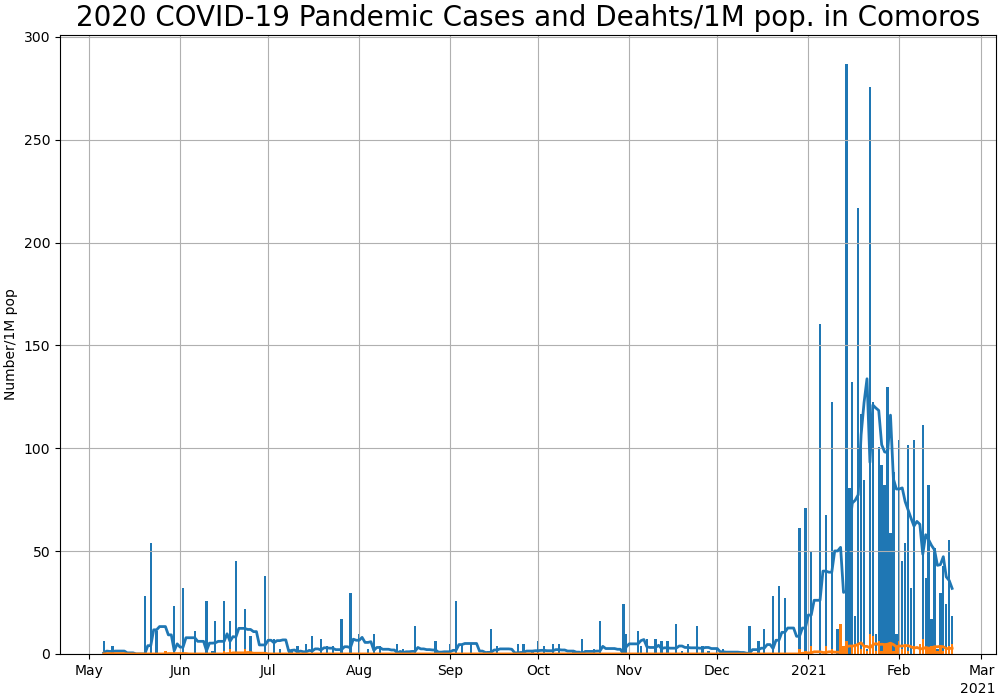 2020 COVID-19 Pandemic Cases and Deahts/1M pop. in Comoros
300
250
200
150
100
50
0
Number/1M pop
May Jun Jul Aug Sep Oct Nov Dec 2021 Feb Mar
2021